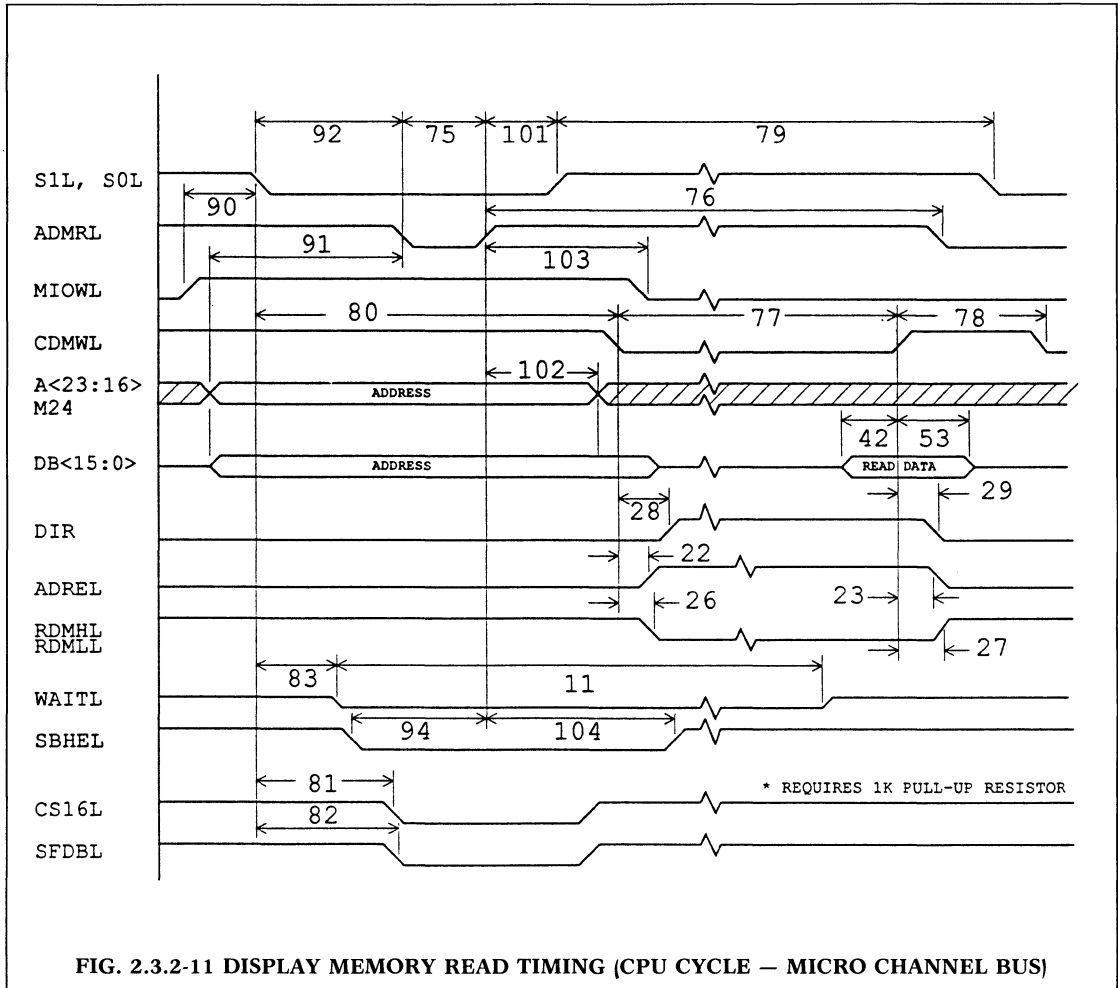 92 75 101 79
S1L, S0L
90 76
ADMRL
91 103
MIOWL
80 77 78
CDMWL
102
A<23:16>
M24
ADDRESS
42 53
DB<15:0>
ADDRESS
READ DATA
28 29
DIR
22
ADREL
26 23
RDMHL
RDMLL
27
83 11
WAITL
94 104
SBHEL
81
* REQUIRES 1K PULL-UP RESISTOR
CS16L
82
SFDBL
FIG. 2.3.2-11 DISPLAY MEMORY READ TIMING (CPU CYCLE — MICRO CHANNEL BUS)